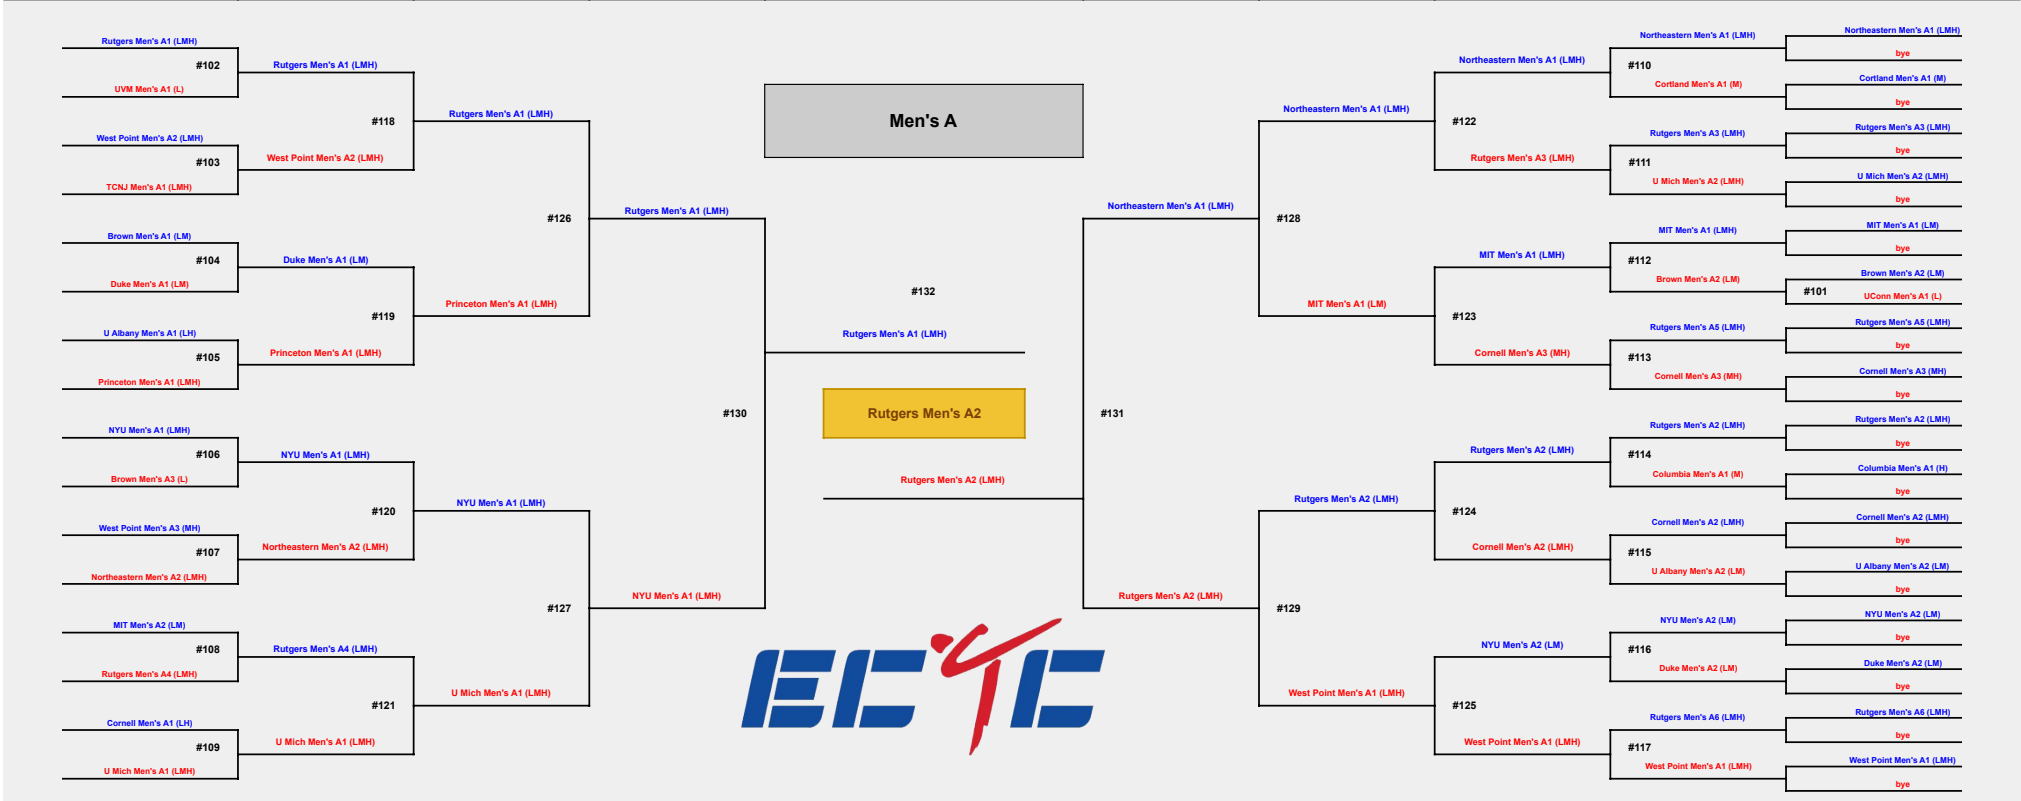 Men's A
Rutgers Men's A1 (LMH)
#102
UVM Men's A1 (L)
West Point Men's A2 (LMH)
#103
TCNJ Men's A1 (LMH)
Brown Men's A1 (LM)
#104
Duke Men's A1 (LM)
U Albany Men's A1 (LH)
#105
Princeton Men's A1 (LMH)
NYU Men's A1 (LMH)
#106
Brown Men's A3 (L)
West Point Men's A3 (MH)
#107
Northeastern Men's A2 (LMH)
MIT Men's A2 (LM)
#108
Rutgers Men's A4 (LMH)
Cornell Men's A1 (LH)
#109
U Mich Men's A1 (LMH)
Rutgers Men's A1 (LMH)
#118
West Point Men's A2 (LMH)
Duke Men's A1 (LM)
#119
Princeton Men's A1 (LMH)
NYU Men's A1 (LMH)
#120
Northeastern Men's A2 (LMH)
Rutgers Men's A4 (LMH)
#121
U Mich Men's A1 (LMH)
Rutgers Men's A1 (LMH)
#126
Princeton Men's A1 (LMH)
NYU Men's A1 (LMH)
#127
U Mich Men's A1 (LMH)
Rutgers Men's A1 (LMH)
#130
NYU Men's A1 (LMH)
#132
Rutgers Men's A1 (LMH)
Rutgers Men's A2
Rutgers Men's A2 (LMH)
ECTC
Northeastern Men's A1 (LMH)
#131
Rutgers Men's A2 (LMH)
Northeastern Men's A1 (LMH)
#128
MIT Men's A1 (LM)
Rutgers Men's A2 (LMH)
#129
West Point Men's A1 (LMH)
Northeastern Men's A1 (LMH)
#122
Rutgers Men's A3 (LMH)
MIT Men's A1 (LMH)
#123
Cornell Men's A3 (MH)
Rutgers Men's A2 (LMH)
#124
Cornell Men's A2 (LMH)
NYU Men's A2 (LM)
#125
West Point Men's A1 (LMH)
Northeastern Men's A1 (LMH)
#110
Cortland Men's A1 (M)
Rutgers Men's A3 (LMH)
#111
U Mich Men's A2 (LMH)
MIT Men's A1 (LMH)
#112
Brown Men's A2 (LM)
Rutgers Men's A5 (LMH)
#113
Cornell Men's A3 (MH)
Rutgers Men's A2 (LMH)
#114
Columbia Men's A1 (M)
Cornell Men's A2 (LMH)
#115
U Albany Men's A2 (LM)
NYU Men's A2 (LM)
#116
Duke Men's A2 (LM)
Rutgers Men's A6 (LMH)
#117
West Point Men's A1 (LMH)
Northeastern Men's A1 (LMH)
bye
Cortland Men's A1 (M)
bye
Rutgers Men's A3 (LMH)
bye
U Mich Men's A2 (LMH)
bye
MIT Men's A1 (LM)
bye
Brown Men's A2 (LM)
#101
UConn Men's A1 (L)
Rutgers Men's A5 (LMH)
bye
Cornell Men's A3 (MH)
bye
Rutgers Men's A2 (LMH)
bye
Columbia Men's A1 (H)
bye
Cornell Men's A2 (LMH)
bye
U Albany Men's A2 (LM)
bye
NYU Men's A2 (LM)
bye
Duke Men's A2 (LM)
bye
Rutgers Men's A6 (LMH)
bye
West Point Men's A1 (LMH)
bye